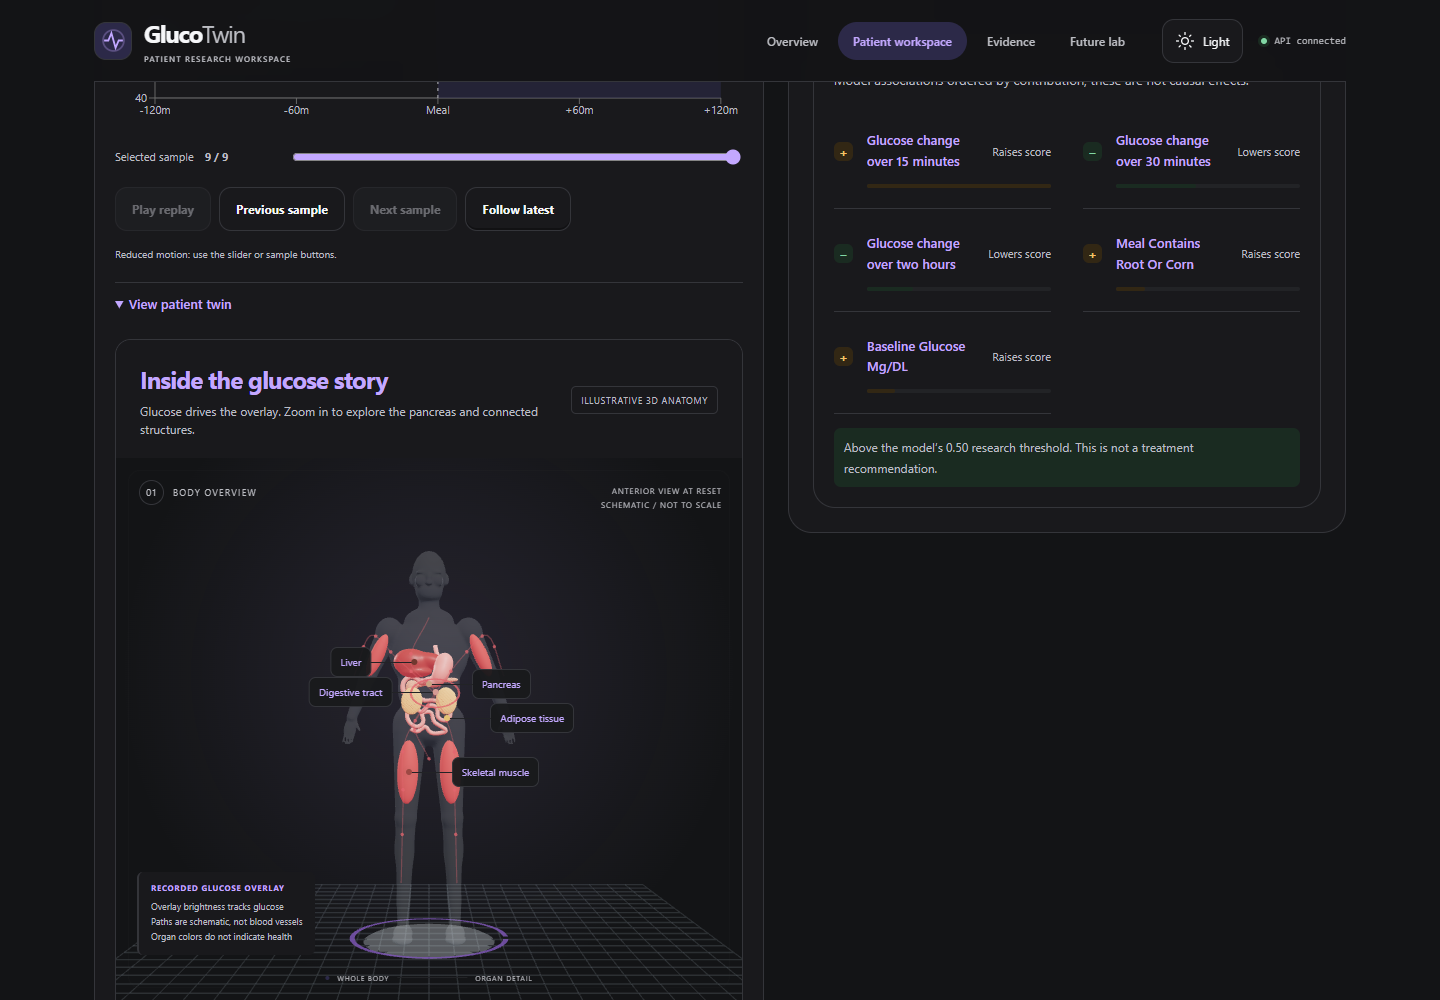 GlucoTwin
PATIENT RESEARCH WORKSPACE
Overview
Patient workspace
Evidence
Future lab
Light
API connected
40
-120m
-60m
Meal
+60m
+120m
Selected sample 9 / 9
Play replay
Previous sample
Next sample
Follow latest
Reduced motion: use the slider or sample buttons.
▼ View patient twin
Inside the glucose story
Glucose drives the overlay. Zoom in to explore the pancreas and connected
structures.
ILLUSTRATIVE 3D ANATOMY
01 BODY OVERVIEW
ANTERIOR VIEW AT RESET
SCHEMATIC / NOT TO SCALE
Liver
Digestive tract
Pancreas
Adipose tissue
Skeletal muscle
RECORDED GLUCOSE OVERLAY
Overlay brightness tracks glucose
Paths are schematic, not blood vessels
Organ colors do not indicate health
WHOLE BODY
ORGAN DETAIL
Model associations ordered by contribution; these are not causal effects.
+
Glucose change
over 15 minutes
Raises score
−
Glucose change
over 30 minutes
Lowers score
−
Glucose change
over two hours
Lowers score
+
Meal Contains
Root Or Corn
Raises score
+
Baseline Glucose
Mg/DL
Raises score
Above the model's 0.50 research threshold. This is not a treatment
recommendation.